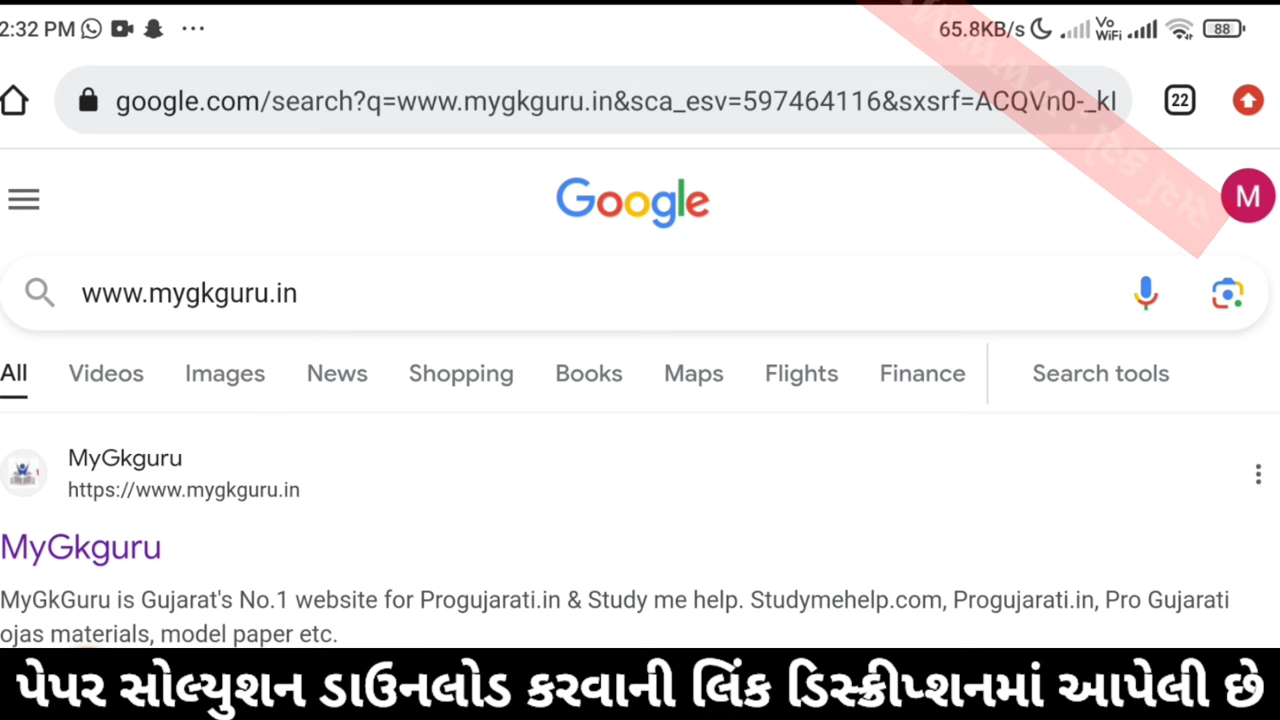 2:32 PM
65.8KB/s Vo WiFi 88
google.com/search?q=www.mygkguru.in&sca_esv=597464116&sxsrf=ACQVn0-_kI
22
Google
M
www.mygkguru.in
All Videos Images News Shopping Books Maps Flights Finance Search tools
MyGkguru
https://www.mygkguru.in
MyGkguru
MyGkGuru is Gujarat's No.1 website for Progujarati.in & Study me help. Studymehelp.com, Progujarati.in, Pro Gujarati
ojas materials, model paper etc.
પેપર સોલ્યુશન ડાઉનલોડ કરવાની લિંક ડિસ્ક્રીપ્શનમાં આપેલી છે